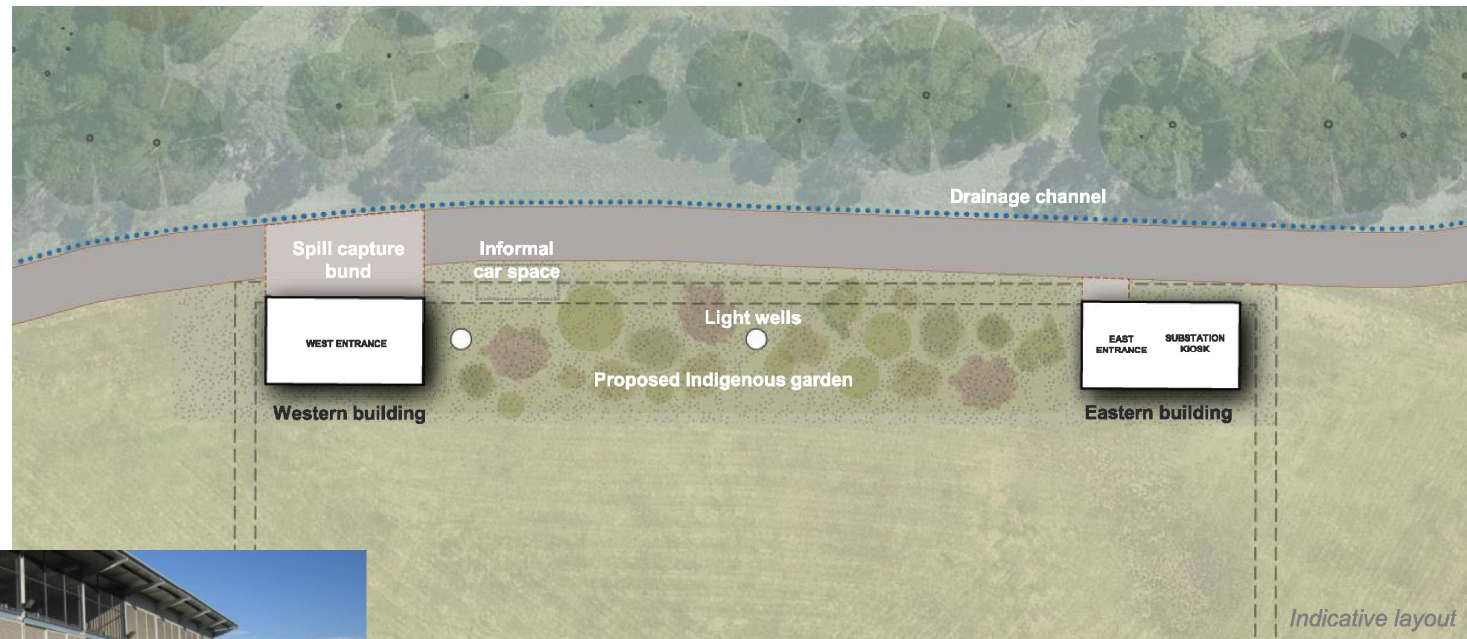 Drainage channel
Spill capture
bund
Informal
car space
Light wells
WEST ENTRANCE
EAST
ENTRANCE
SUBSTATION
KIOSK
Proposed Indigenous garden
Western building
Eastern building
Indicative layout